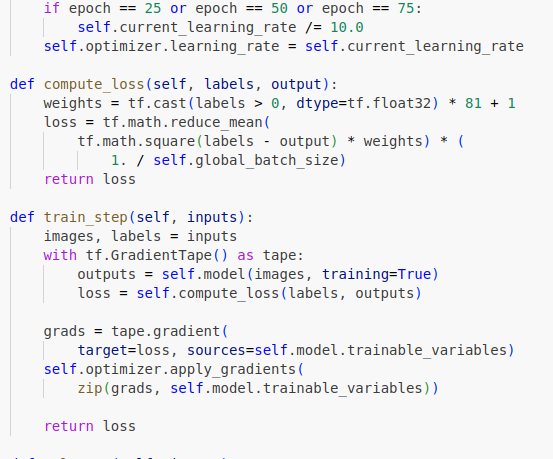 if epoch == 25 or epoch == 50 or epoch == 75:
self.current_learning_rate /= 10.0
self.optimizer.learning_rate = self.current_learning_rate
def compute_loss(self, labels, output):
weights = tf.cast(labels > 0, dtype=tf.float32) * 81 + 1
loss = tf.math.reduce_mean(
tf.math.square(labels - output) * weights) * (
1. / self.global_batch_size)
return loss
def train_step(self, inputs):
images, labels = inputs
with tf.GradientTape() as tape:
outputs = self.model(images, training=True)
loss = self.compute_loss(labels, outputs)
grads = tape.gradient(
target=loss, sources=self.model.trainable_variables)
self.optimizer.apply_gradients(
zip(grads, self.model.trainable_variables))
return loss